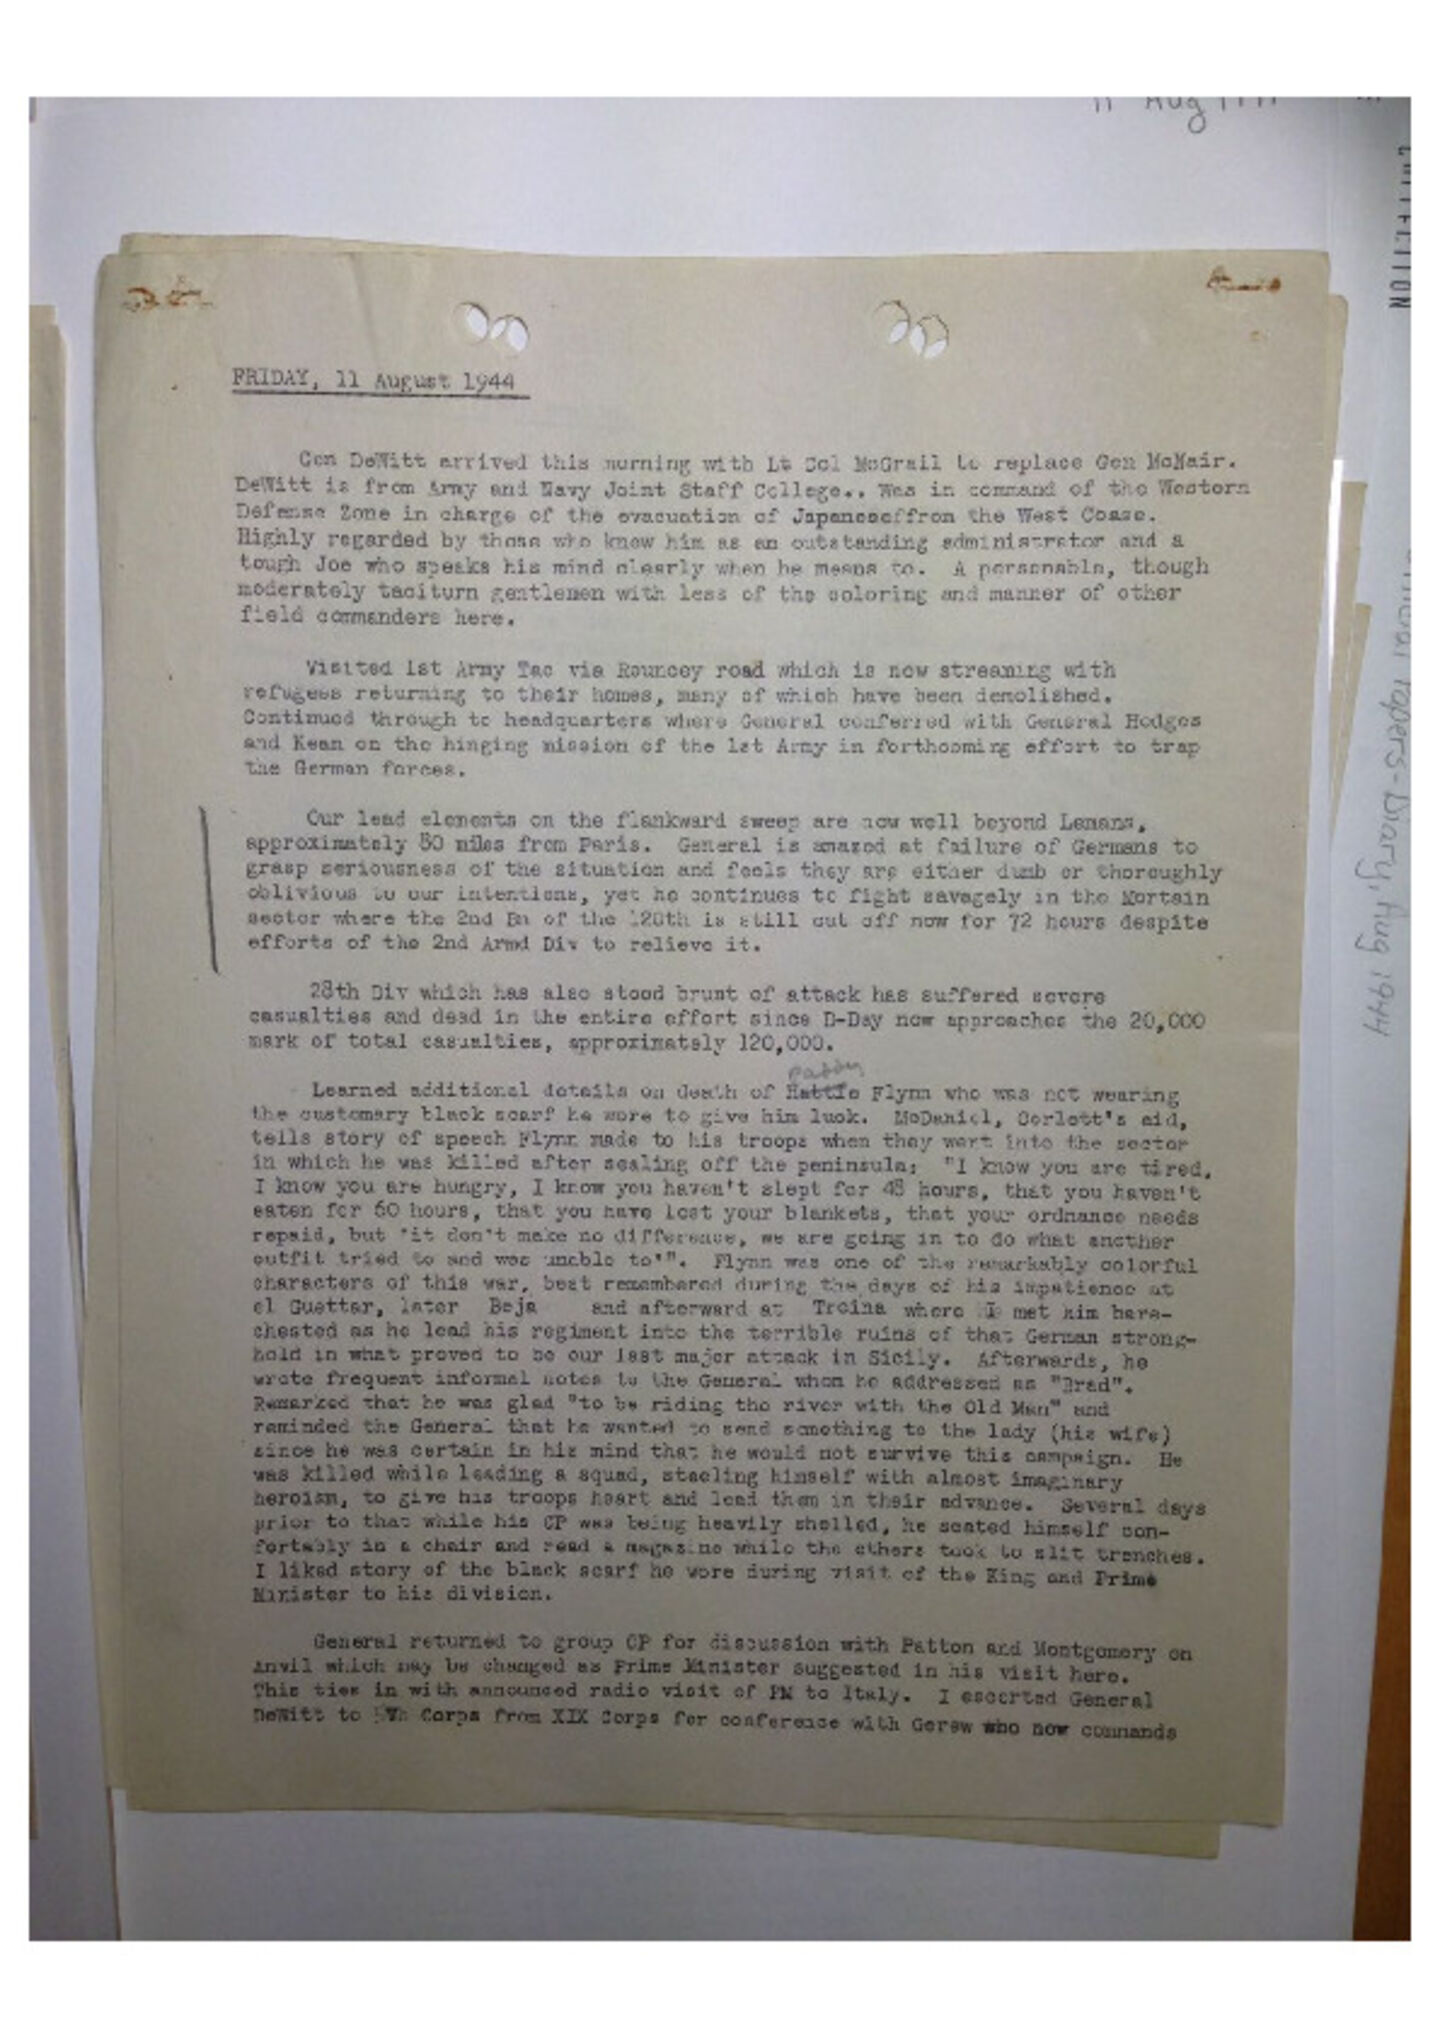 11 Aug 1944
FRIDAY, 11 August 1944
Gen DeWitt arrived this morning with Lt Col McGrail to replace Gen McNair.
DeWitt is from Army and Navy Joint Staff College.. Was in command of the Western
Defense Zone in charge of the evacuation of Japaneseffrom the West Coast.
Highly regarded by those who know him as an outstanding administrator and a
tough Joe who speaks his mind clearly when he means to. A personable, though
moderately taciturn gentlemen with less of the coloring and manner of other
field commanders here.
Visited 1st Army Tac via Rouncey road which is now streaming with
refugees returning to their homes, many of which have been demolished.
Continued through to headquarters where General conferred with General Hodges
and Kean on the hinging mission of the 1st Army in forthcoming effort to trap
the German forces.
Our lead elements on the flankward sweep are now well beyond Lemans,
approximately 80 miles from Paris. General is amazed at failure of Germans to
grasp seriousness of the situation and feels they are either dumb or thoroughly
oblivious to our intentions, yet he continues to fight savagely in the Mortain
sector where the 2nd Bn of the 120th is still cut off now for 72 hours despite
efforts of the 2nd Armd Div to relieve it.
28th Div which has also stood brunt of attack has suffered severe
casualties and dead in the entire effort since D-Day now approaches the 20,000
mark of total casualties, approximately 120,000.
Paddy
Learned additional details on death of Hattie Flynn who was not wearing
the customary black scarf he wore to give him luck. McDaniel, Corlett's aid,
tells story of speech Flynn made to his troops when they went into the sector
in which he was killed after sealing off the peninsula: "I know you are tired,
I know you are hungry, I know you haven't slept for 48 hours, that you haven't
eaten for 60 hours, that you have lost your blankets, that your ordnance needs
repaid, but 'it don't make no difference, we are going in to do what another
outfit tried to and was unable to'". Flynn was one of the remarkably colorful
characters of this war, best remembered during the days of his impatience at
el Guettar, later Beja and afterward at Troina where I met him bare-
chested as he lead his regiment into the terrible ruins of that German strong-
hold in what proved to be our last major attack in Sicily. Afterwards, he
wrote frequent informal notes to the General whom he addressed as "Brad".
Remarked that he was glad "to be riding the river with the Old Man" and
reminded the General that he wanted to send something to the lady (his wife)
since he was certain in his mind that he would not survive this campaign. He
was killed while leading a squad, steeling himself with almost imaginary
heroism, to give his troops heart and lead them in their advance. Several days
prior to that while his CP was being heavily shelled, he seated himself con-
fortably in a chair and read a magazine while the others took to slit trenches.
I liked story of the black scarf he wore during visit of the King and Prime
Minister to his division.
General returned to group CP for discussion with Patton and Montgomery on
Anvil which may be changed as Prime Minister suggested in his visit here.
This ties in with announced radio visit of PM to Italy. I escorted General
DeWitt to Corps from XIX Corps for conference with Gerow who now commands
Papers-Diary, Aug 1944